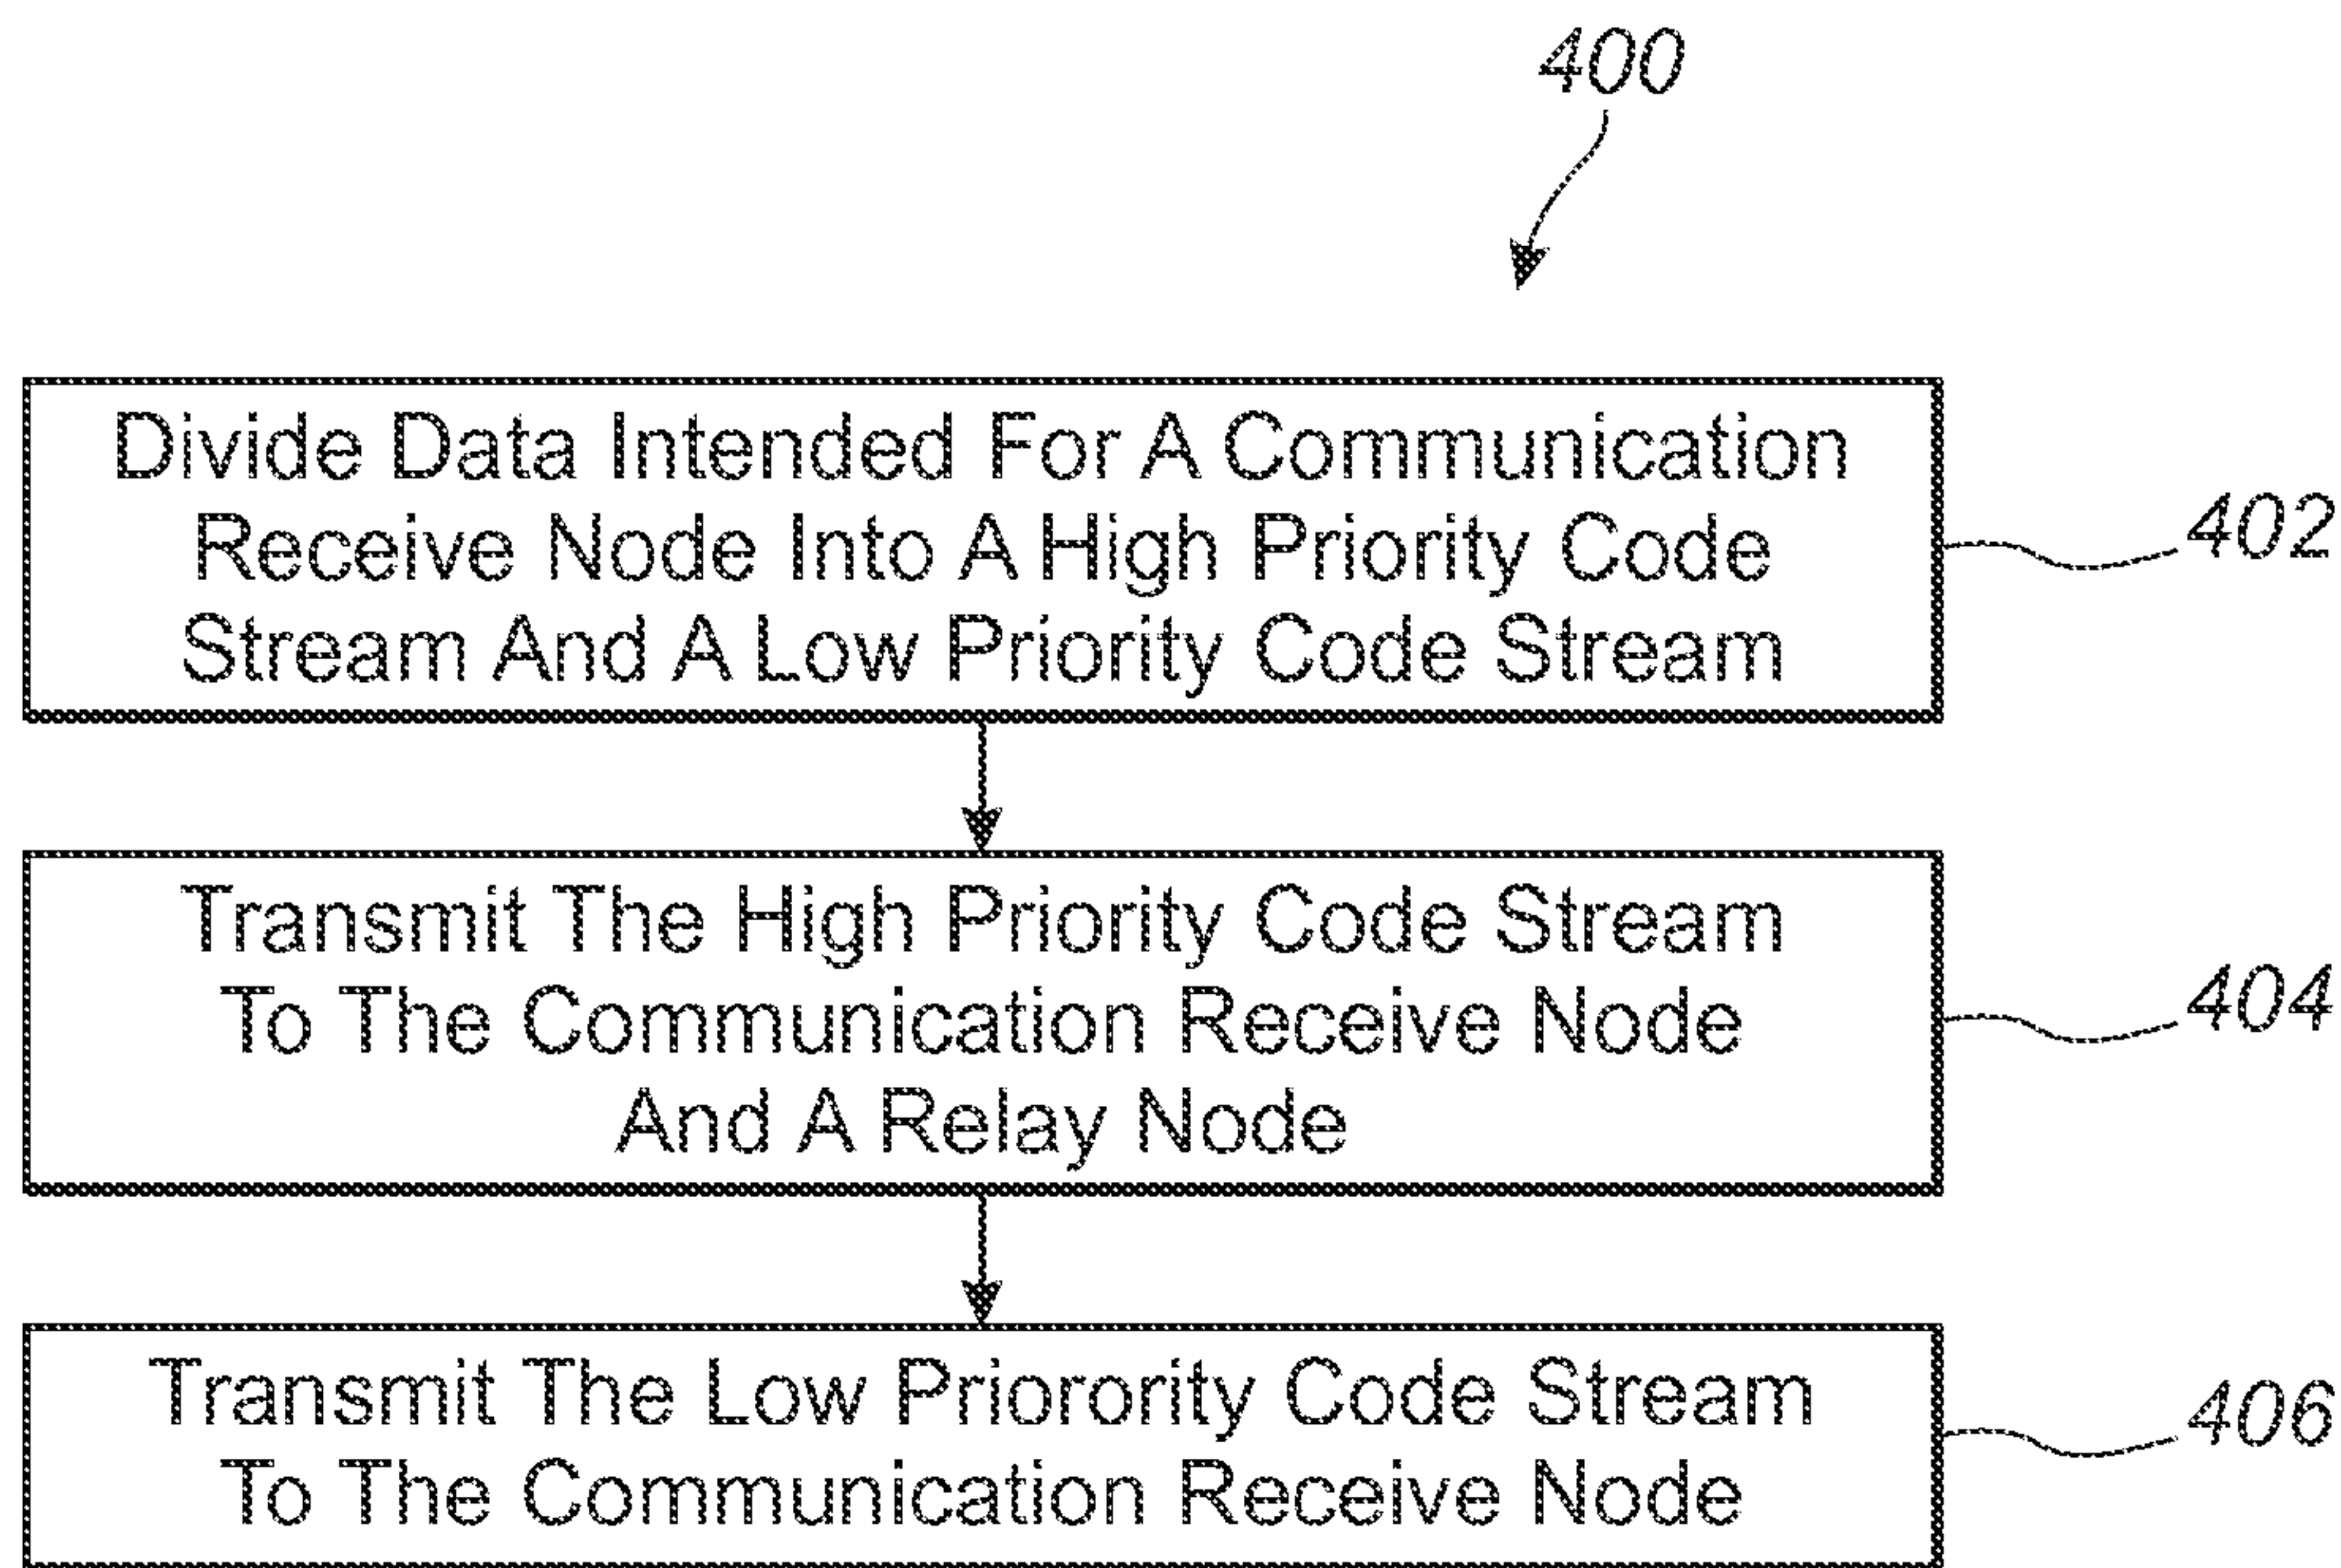 400
Divide Data Intended For A Communication
Receive Node Into A High Priority Code
Stream And A Low Priority Code Stream
402
Transmit The High Priority Code Stream
To The Communication Receive Node
And A Relay Node
404
Transmit The Low Priorority Code Stream
To The Communication Receive Node
406